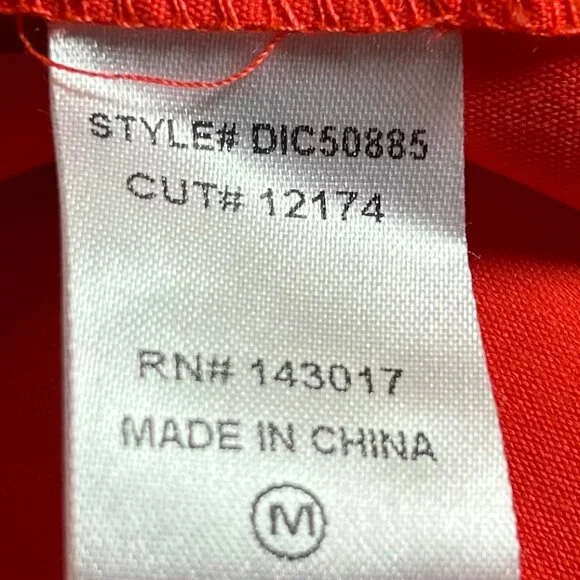 STYLE# DIC50885
CUT# 12174
RN# 143017
MADE IN CHINA
M